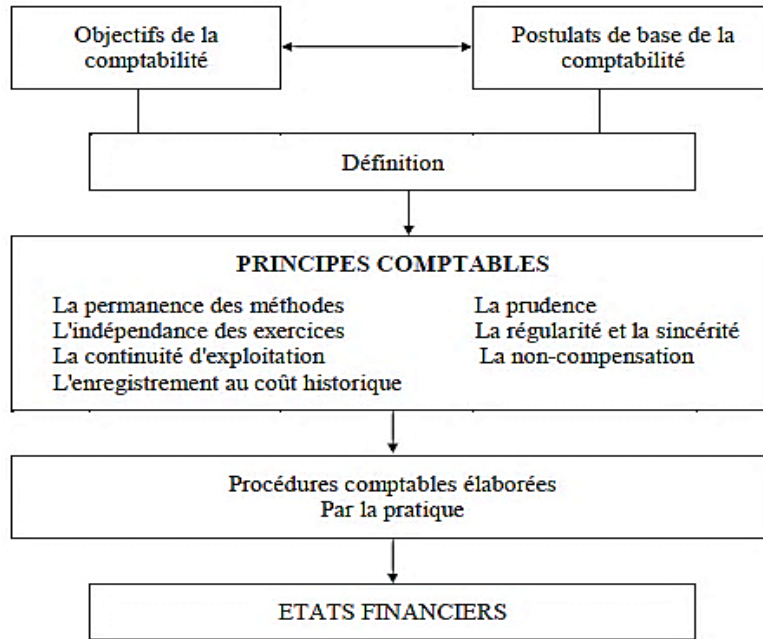 Objectifs de la
comptabilité
Postulats de base de la
comptabilité
Définition
PRINCIPES COMPTABLES
La permanence des méthodes
La prudence
L'indépendance des exercices
La régularité et la sincérité
La continuité d'exploitation
La non-compensation
L'enregistrement au coût historique
Procédures comptables élaborées
Par la pratique
ETATS FINANCIERS